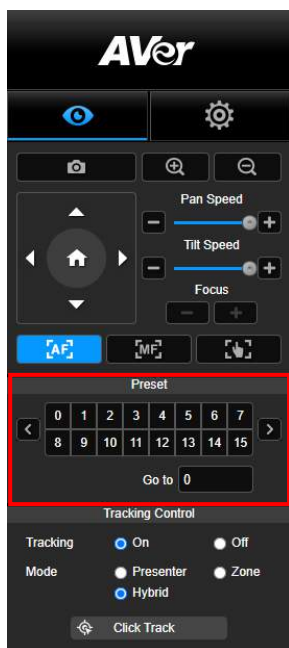 AVer
Pan Speed
Tilt Speed
Focus
AF MF
Preset
0 1 2 3 4 5 6 7
8 9 10 11 12 13 14 15
Go to 0
Tracking Control
Tracking On Off
Mode Presenter Zone
Hybrid
Click Track